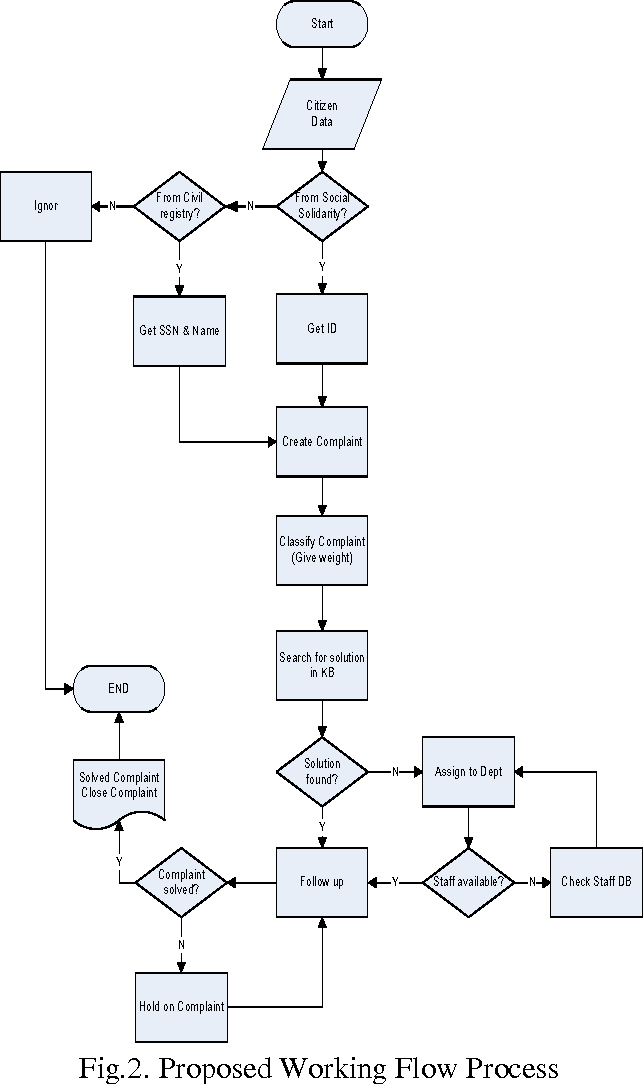 Start
Citizen
Data
From Social
Solidarity?
N
From Civil
registry?
N
Ignor
Y
Y
Get SSN & Name
Get ID
Create Complaint
Classify Complaint
(Give weight)
Search for solution
in KB
END
Solution
found?
N
Assign to Dept
Solved Complaint
Close Complaint
Y
Y
Complaint
solved?
Follow up
Y
Staff available?
N
Check Staff DB
N
Hold on Complaint
Fig.2. Proposed Working Flow Process